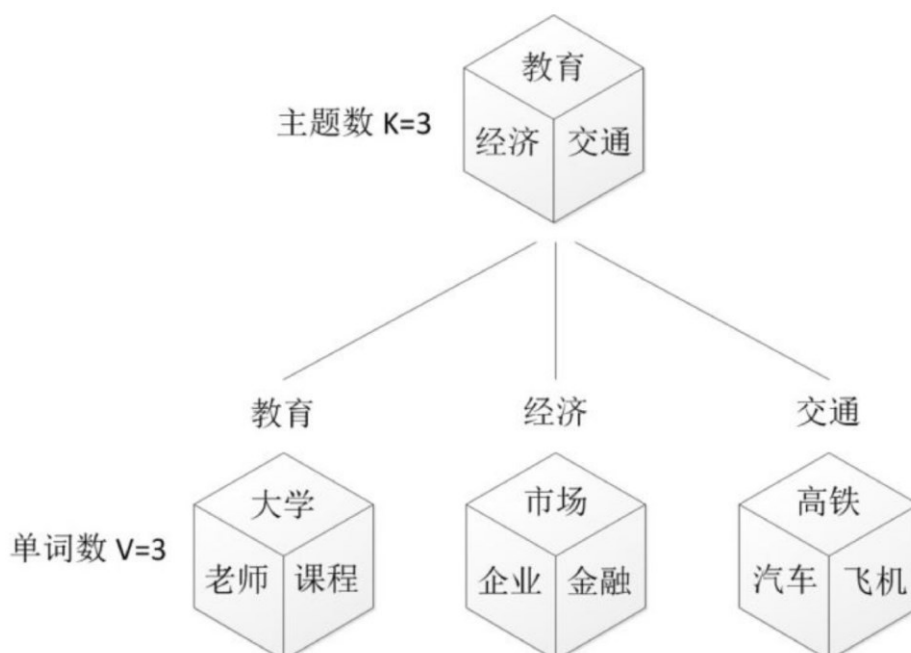 教育
主题数 K=3
经济 交通
教育 经济 交通
大学 市场 高铁
单词数 V=3
老师 课程 企业 金融 汽车 飞机